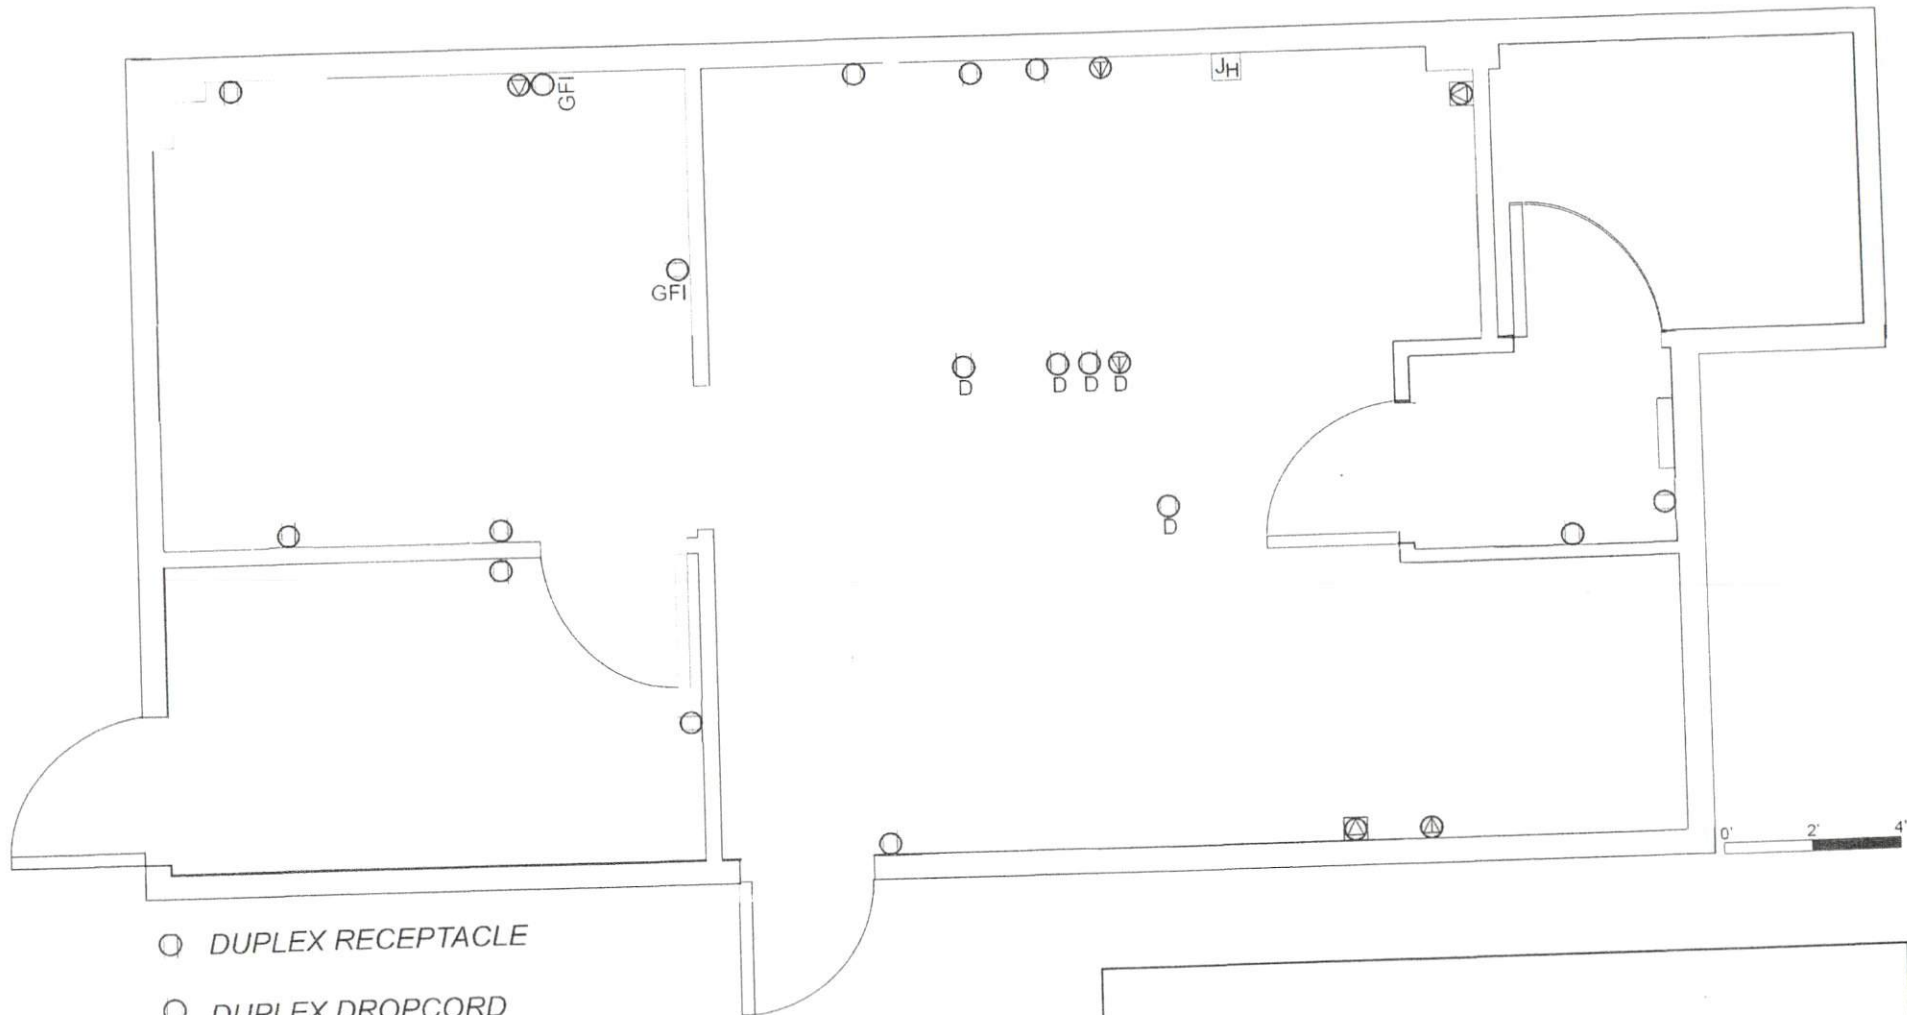 GFI
JH
GFI
D D D D
D
0' 2' 4'
DUPLEX RECEPTACLE
DUPLEX DROPCORD